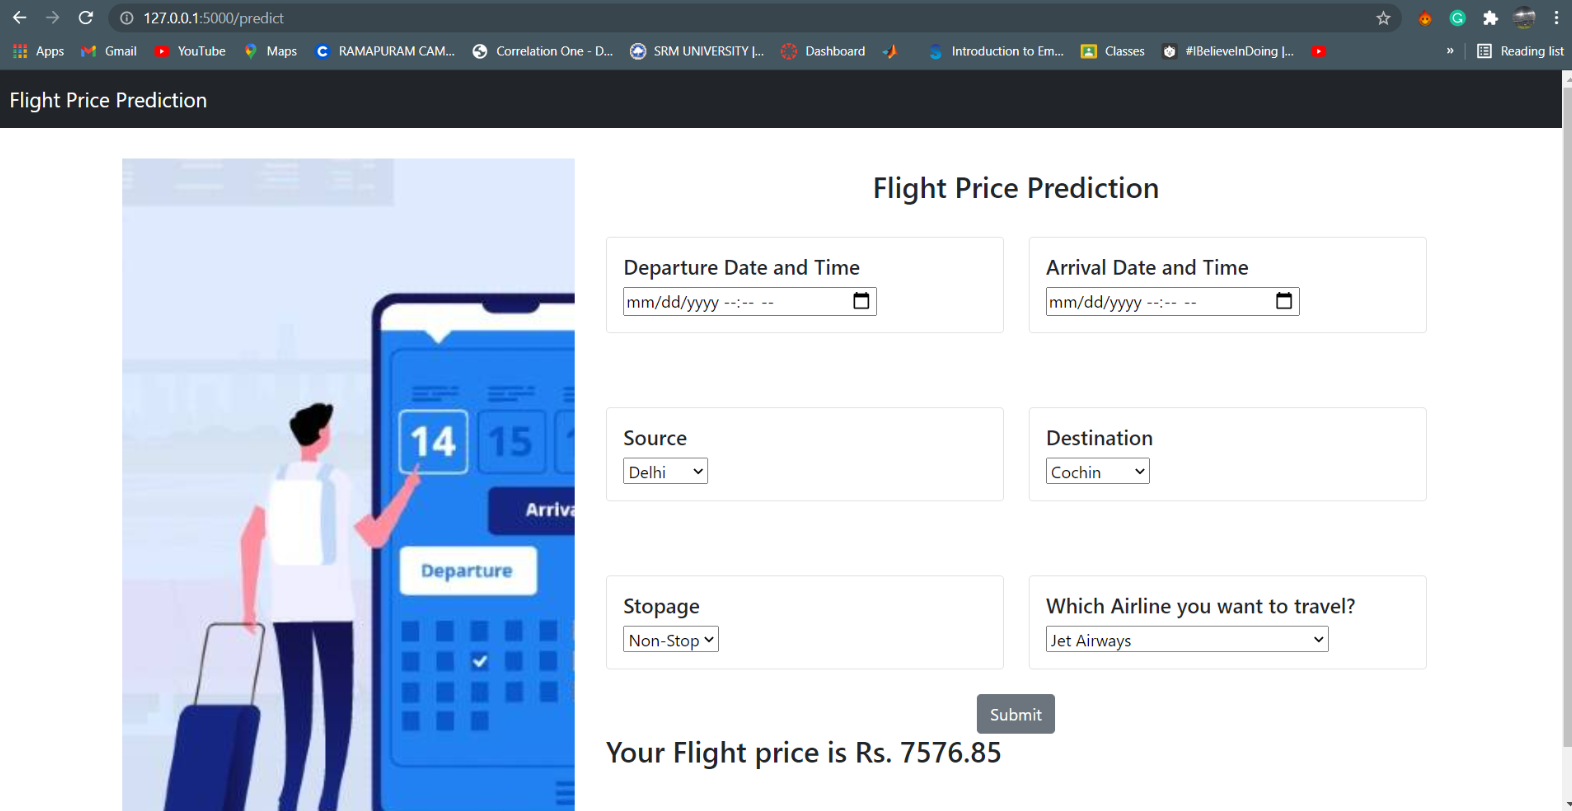 127.0.0.1:5000/predict
Apps Gmail YouTube Maps RAMAPURAM CAM... Correlation One - D... SRM UNIVERSITY |... Dashboard Introduction to Em... Classes #IBelieveInDoing |... » Reading list
Flight Price Prediction
Flight Price Prediction
Departure Date and Time Arrival Date and Time
mm/dd/yyyy --:-- -- mm/dd/yyyy --:-- --
Source Destination
Delhi Cochin
Stopage Which Airline you want to travel?
Non-Stop Jet Airways
Submit
Your Flight price is Rs. 7576.85
14 15 1
Arriva
Departure